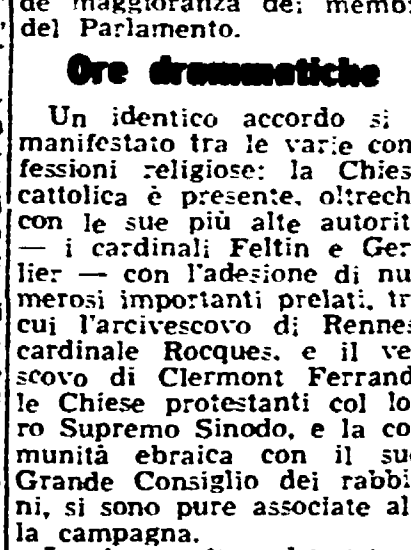 de maggioranza dei membr
del Parlamento.
Ore drammatiche
Un identico accordo si
manifestato tra le varie con
fessioni religiose: la Chies
cattolica è presente, oltrech
con le sue più alte autorit
— i cardinali Feltin e Ger
lier — con l'adesione di nu
merosi importanti prelati, tr
cui l'arcivescovo di Rennes
cardinale Rocques, e il ve
scovo di Clermont Ferrand
le Chiese protestanti col lo
ro Supremo Sinodo, e la co
munità ebraica con il suo
Grande Consiglio dei rabbi
ni, si sono pure associate al
la campagna.